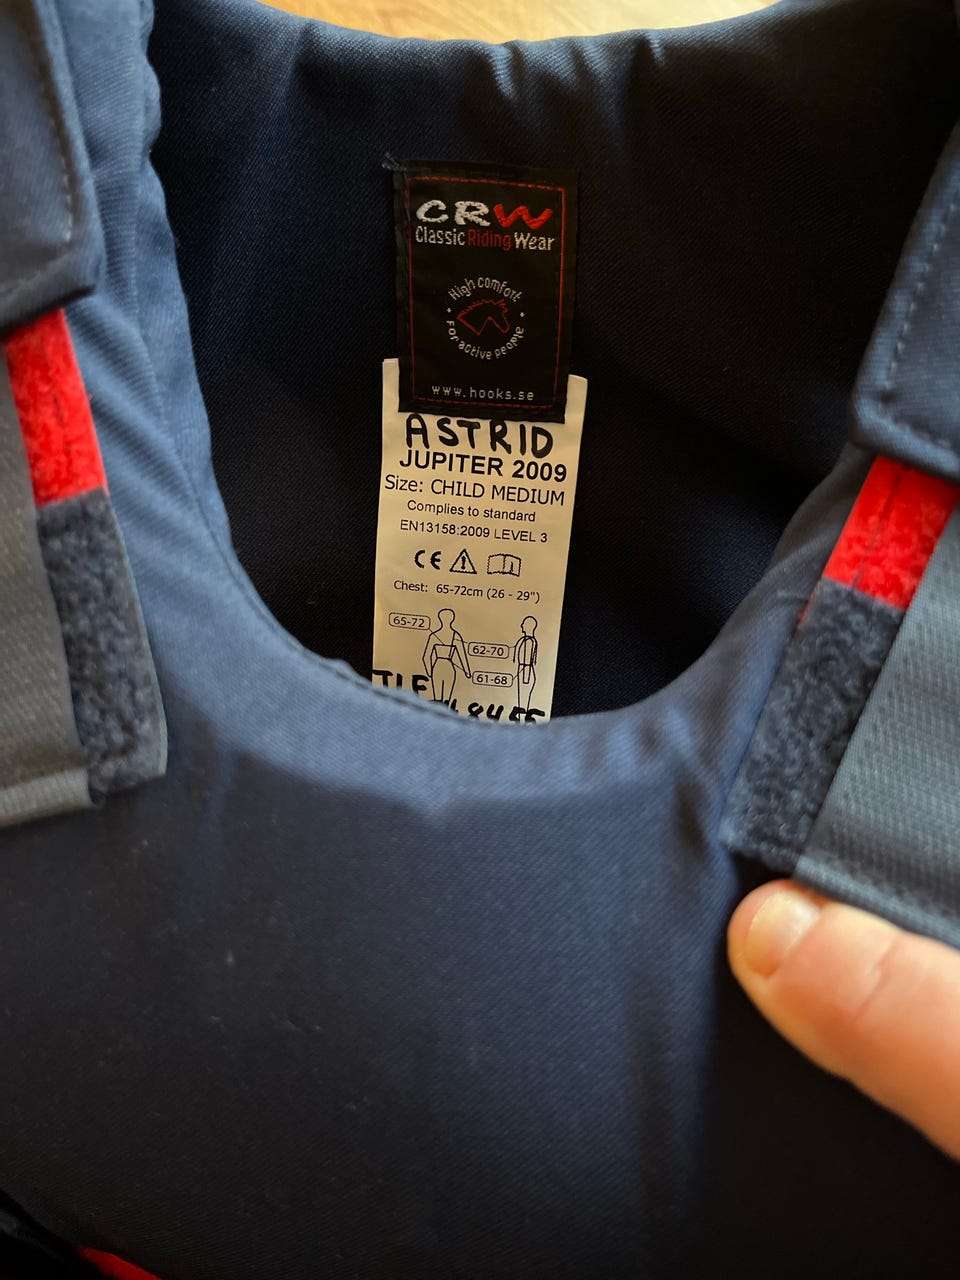 CRW
Classic Riding Wear
High comfort
For active people
www.hooks.se
ASTRID
JUPITER 2009
Size: CHILD MEDIUM
Complies to standard
EN13158:2009 LEVEL 3
CE
Chest: 65-72cm (26 - 29")
65-72
62-70
61-68